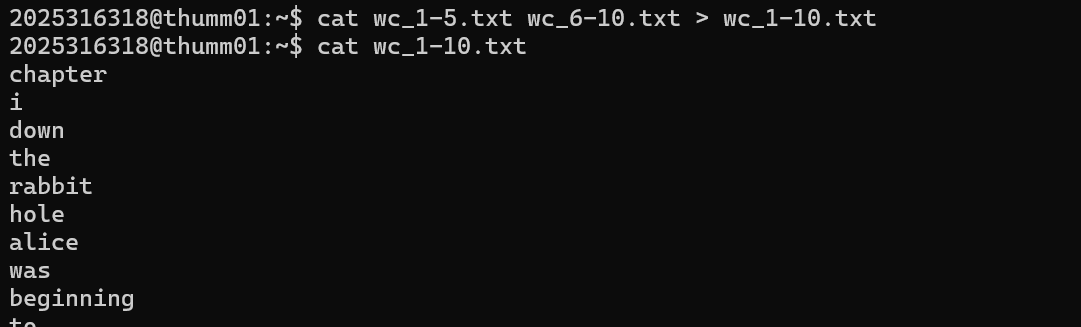 2025316318@thumm01:~$ cat wc_1-5.txt wc_6-10.txt > wc_1-10.txt
2025316318@thumm01:~$ cat wc_1-10.txt
chapter
i
down
the
rabbit
hole
alice
was
beginning
to